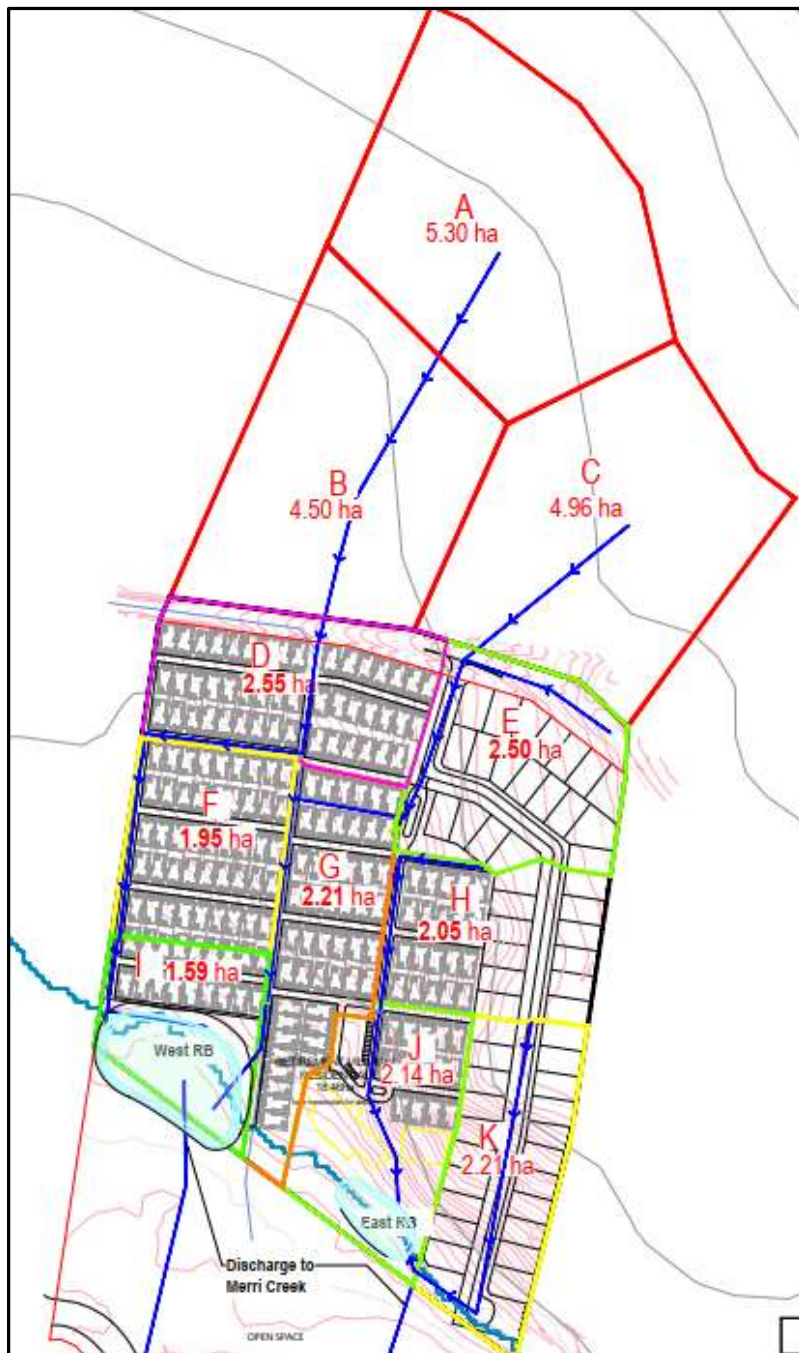 A
5.30 ha
B
4.50 ha
C
4.96 ha
D
2.55 ha
E
2.50 ha
F
1.95 ha
G
2.21 ha
H
2.05 ha
I 1.59 ha
J
2.14 ha
West RB
K
2.21 ha
East RB
Discharge to
Merri Creek
OPEN SPACE